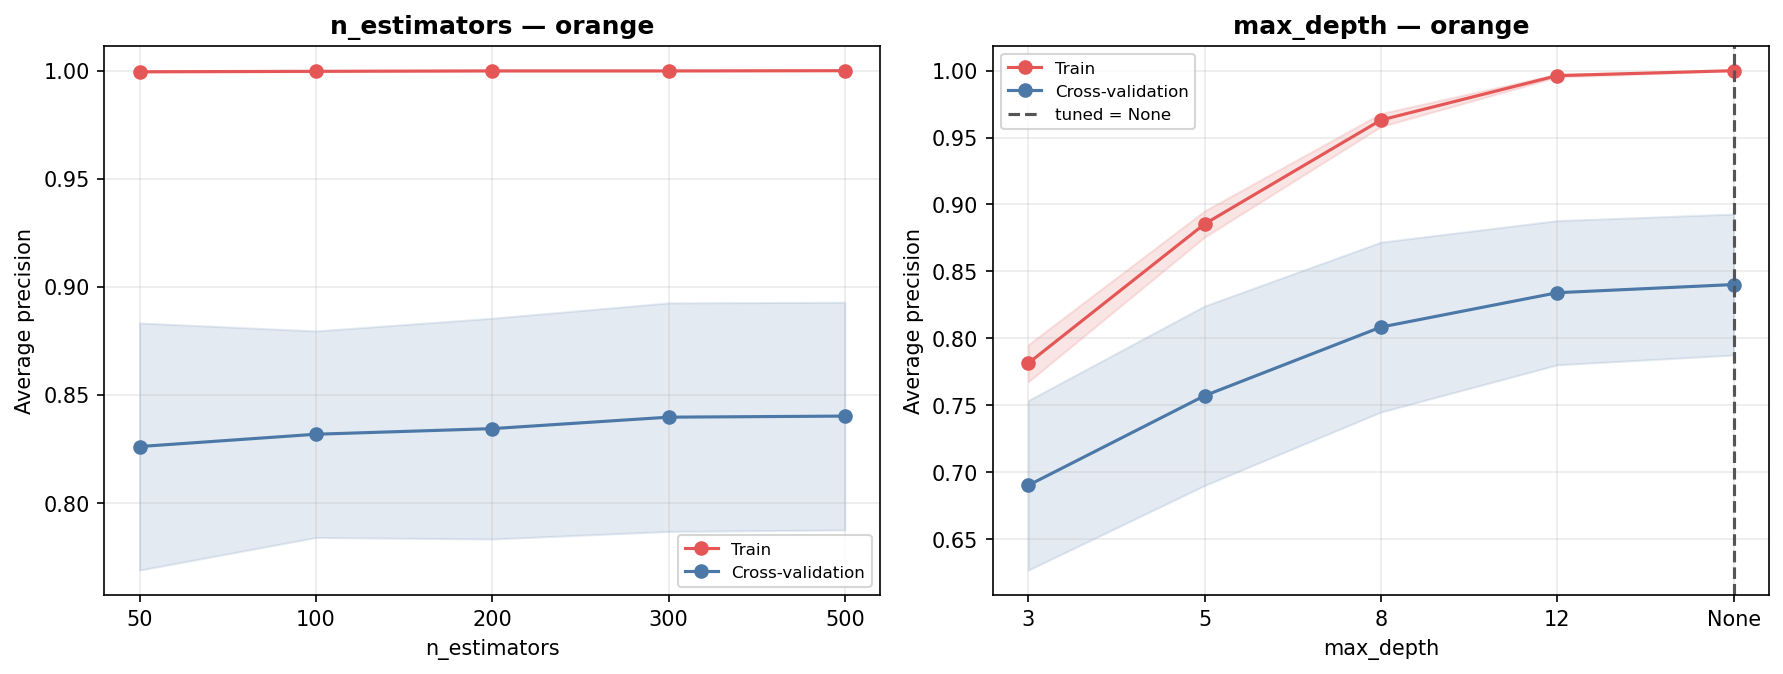 n_estimators — orange
1.00
0.95
0.90
0.85
0.80
Average precision
50 100 200 300 500
n_estimators
Train
Cross-validation
max_depth — orange
Train
Cross-validation
tuned = None
1.00
0.95
0.90
0.85
0.80
0.75
0.70
0.65
Average precision
3 5 8 12 None
max_depth